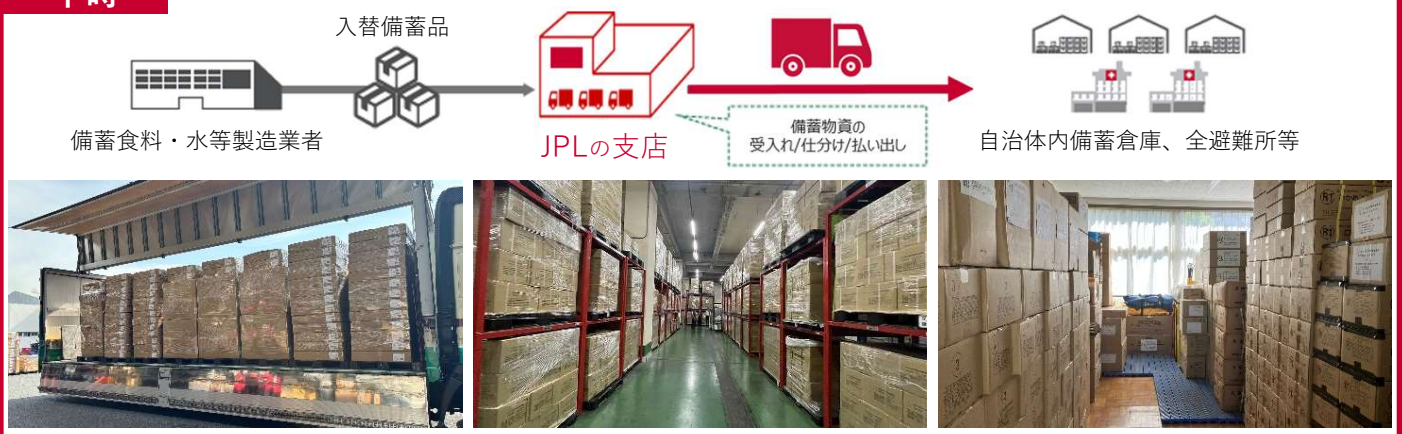 平時
入替備蓄品
備蓄食料・水等製造業者
JPLの支店
備蓄物資の
受入れ/仕分け/払い出し
自治体内備蓄倉庫、全避難所等